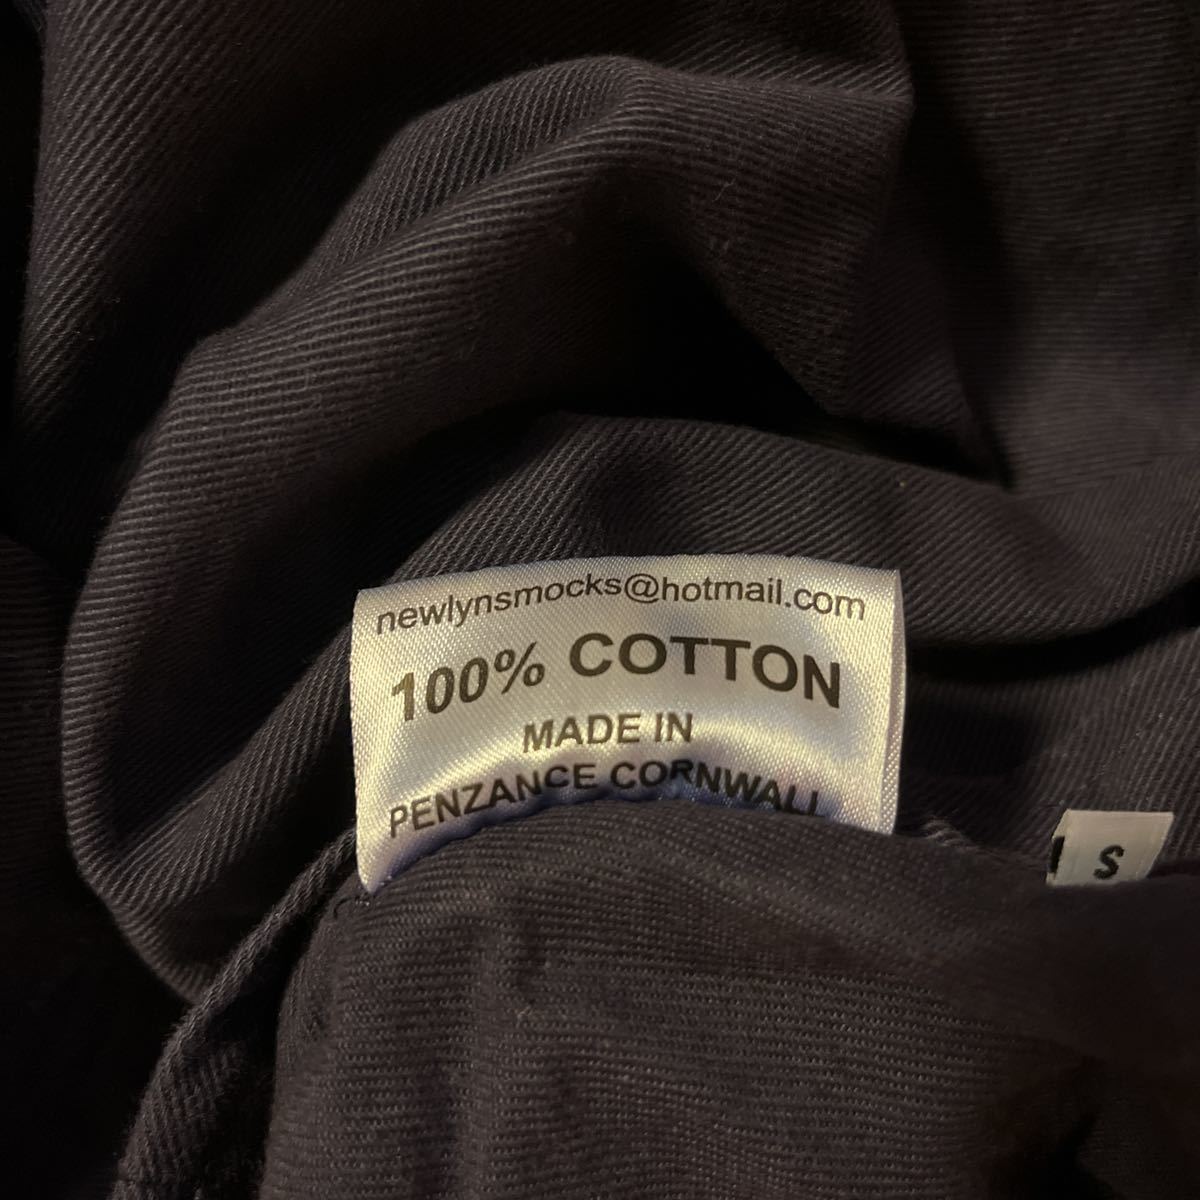 newlynsmocks@hotmail.com
100% COTTON
MADE IN
PENZANCE CORNWALL
S